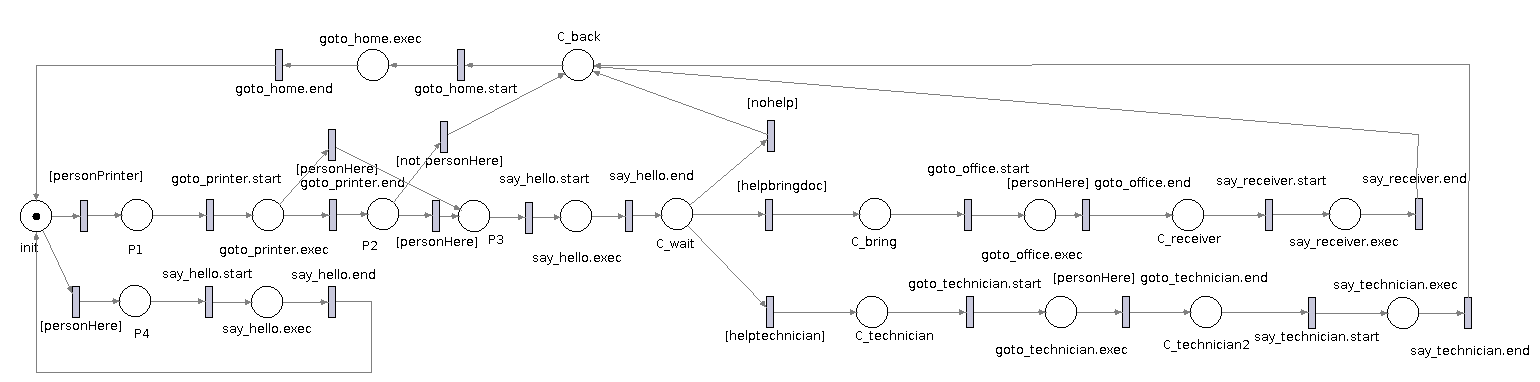 C_back
goto_home.exec
goto_home.end
goto_home.start
[nohelp]
[not personHere]
[personHere]
[personPrinter]
goto_printer.start
goto_printer.end
say_hello.start
say_hello.end
[helpbringdoc]
goto_office.start
[personHere]
goto_office.end
say_receiver.start
say_receiver.end
init
P1
goto_printer.exec
P2
[personHere]
P3
say_hello.exec
C_wait
C_bring
goto_office.exec
C_receiver
say_receiver.exec
say_hello.start
say_hello.end
goto_technician.start
[personHere]
goto_technician.end
say_technician.exec
[personHere]
P4
say_hello.exec
[helptechnician]
C_technician
goto_technician.exec
C_technician2
say_technician.start
say_technician.end